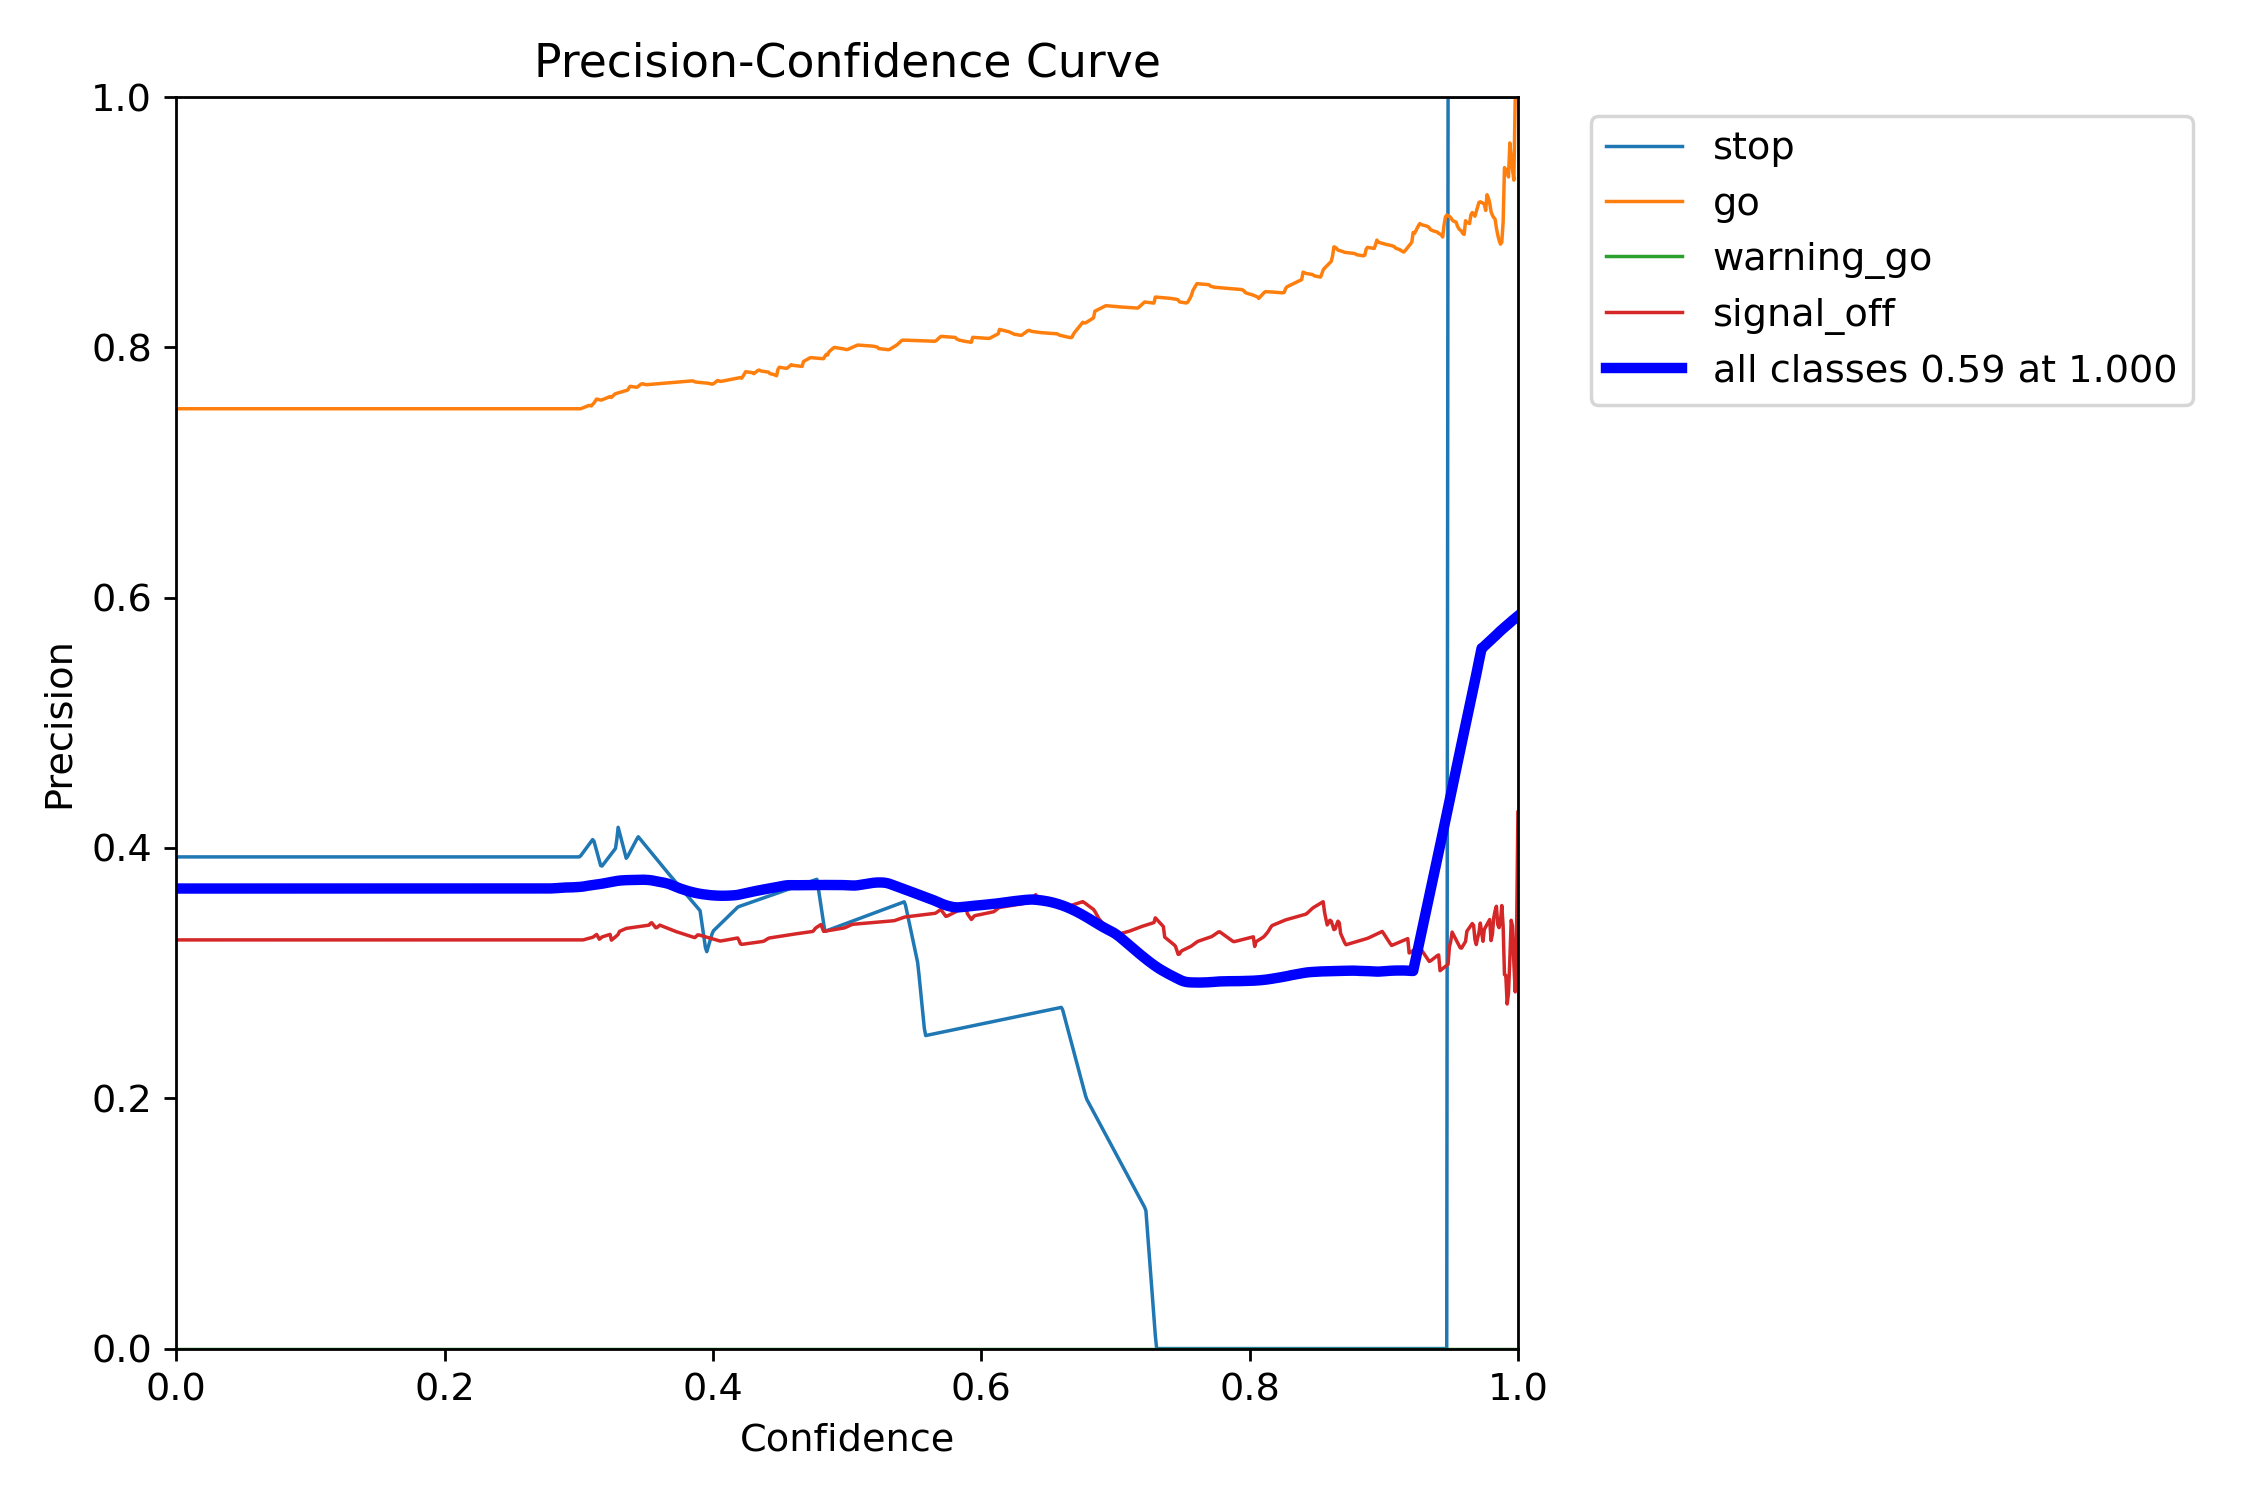 Precision-Confidence Curve
1.0
0.8
0.6
0.4
0.2
0.0
Precision
0.0 0.2 0.4 0.6 0.8 1.0
Confidence
stop
go
warning_go
signal_off
all classes 0.59 at 1.000